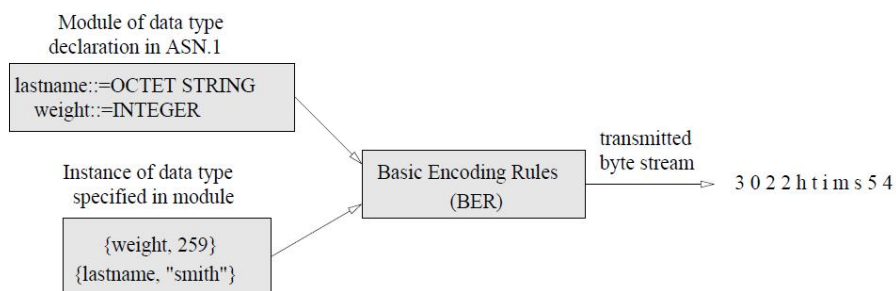 Module of data type
declaration in ASN.1
lastname::=OCTET STRING
weight::=INTEGER
Instance of data type
specified in module
{weight, 259}
{lastname, "smith"}
Basic Encoding Rules
(BER)
transmitted
byte stream
3 0 2 2 h t i m s 5 4